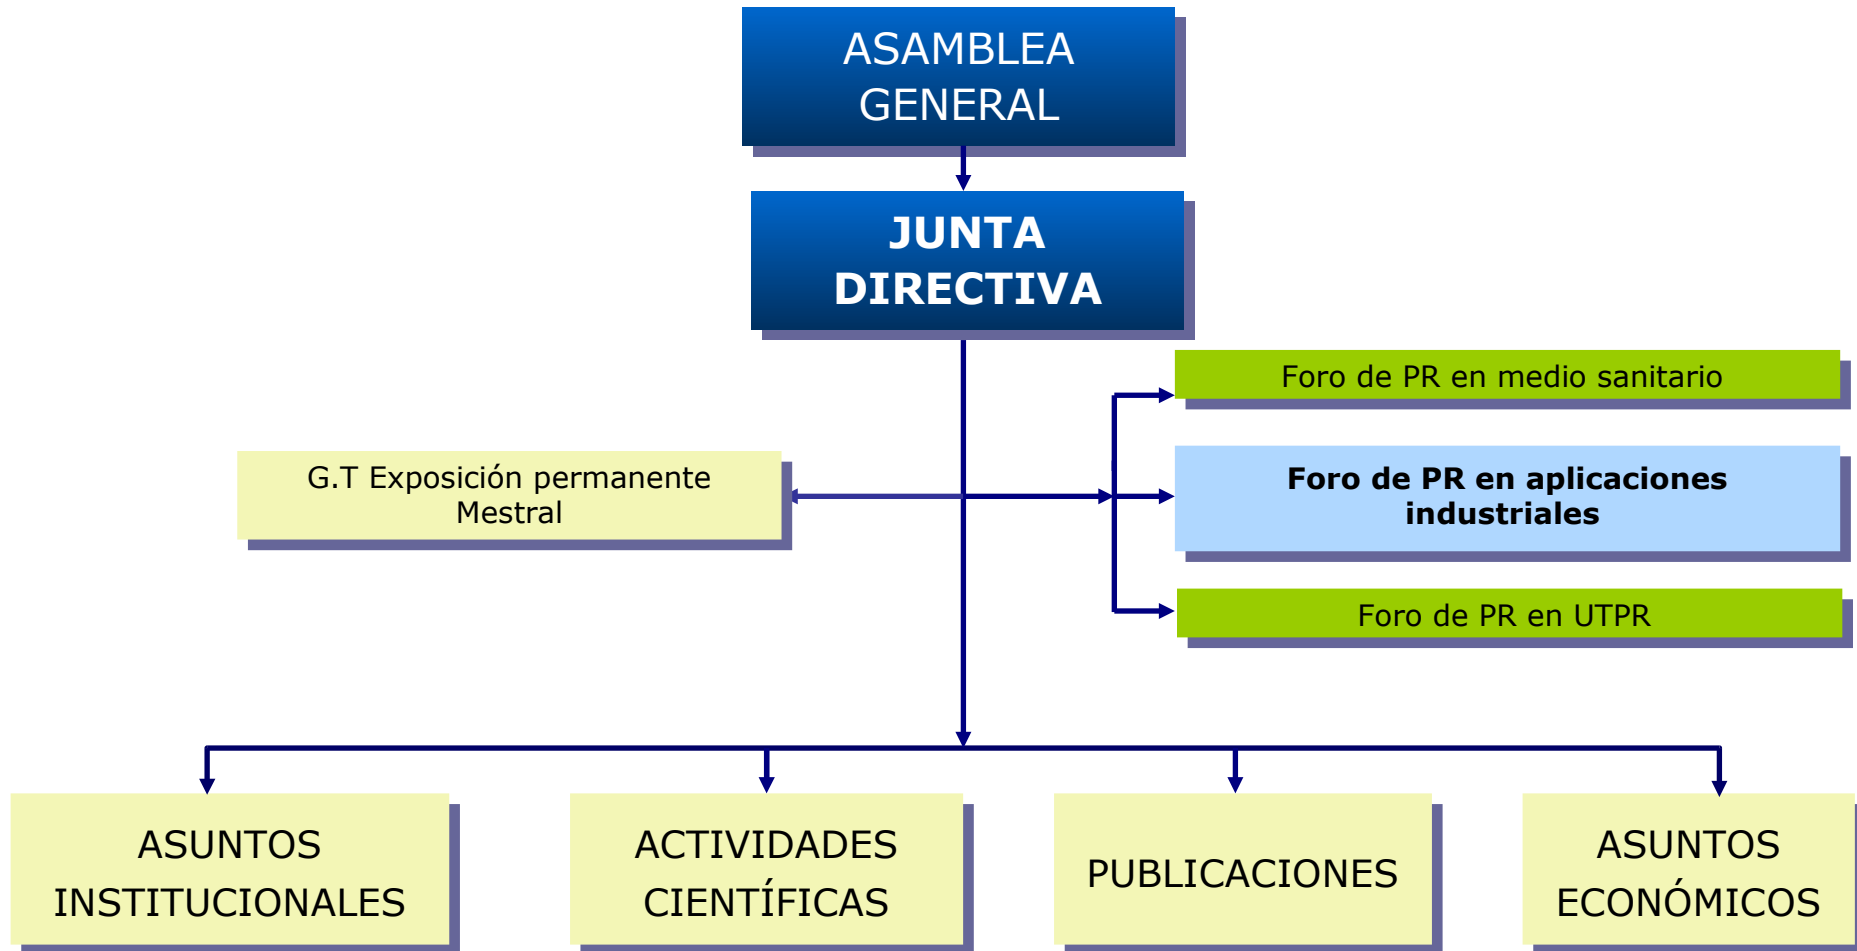 ASAMBLEA
GENERAL
JUNTA
DIRECTIVA
Foro de PR en medio sanitario
G.T Exposición permanente
Mestral
Foro de PR en aplicaciones
industriales
Foro de PR en UTPR
ASUNTOS
INSTITUCIONALES
ACTIVIDADES
CIENTÍFICAS
PUBLICACIONES
ASUNTOS
ECONÓMICOS